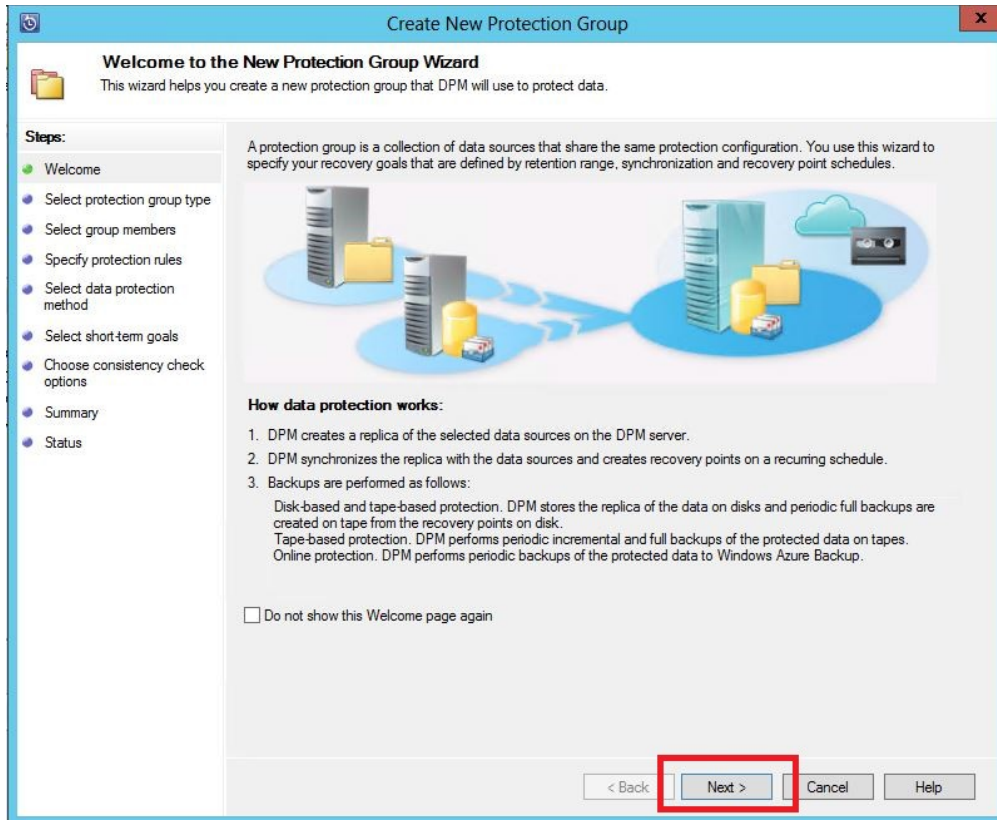 Create New Protection Group
x
Welcome to the New Protection Group Wizard
This wizard helps you create a new protection group that DPM will use to protect data.
Steps:
Welcome
Select protection group type
Select group members
Specify protection rules
Select data protection
method
Select short-term goals
Choose consistency check
options
Summary
Status
A protection group is a collection of data sources that share the same protection configuration. You use this wizard to
specify your recovery goals that are defined by retention range, synchronization and recovery point schedules.
How data protection works:
1. DPM creates a replica of the selected data sources on the DPM server.
2. DPM synchronizes the replica with the data sources and creates recovery points on a recurring schedule.
3. Backups are performed as follows:
Disk-based and tape-based protection. DPM stores the replica of the data on disks and periodic full backups are
created on tape from the recovery points on disk.
Tape-based protection. DPM performs periodic incremental and full backups of the protected data on tapes.
Online protection. DPM performs periodic backups of the protected data to Windows Azure Backup.
Do not show this Welcome page again
< Back
Next >
Cancel
Help